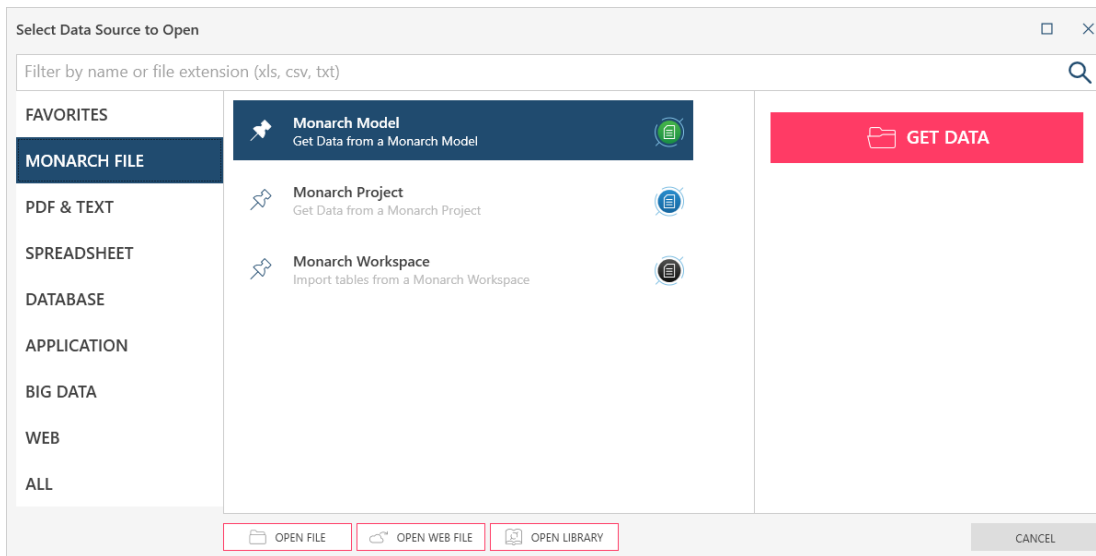 Select Data Source to Open
Filter by name or file extension (xls, csv, txt)
FAVORITES
MONARCH FILE
PDF & TEXT
SPREADSHEET
DATABASE
APPLICATION
BIG DATA
WEB
ALL
Monarch Model
Get Data from a Monarch Model
Monarch Project
Get Data from a Monarch Project
Monarch Workspace
Import tables from a Monarch Workspace
GET DATA
OPEN FILE
OPEN WEB FILE
OPEN LIBRARY
CANCEL